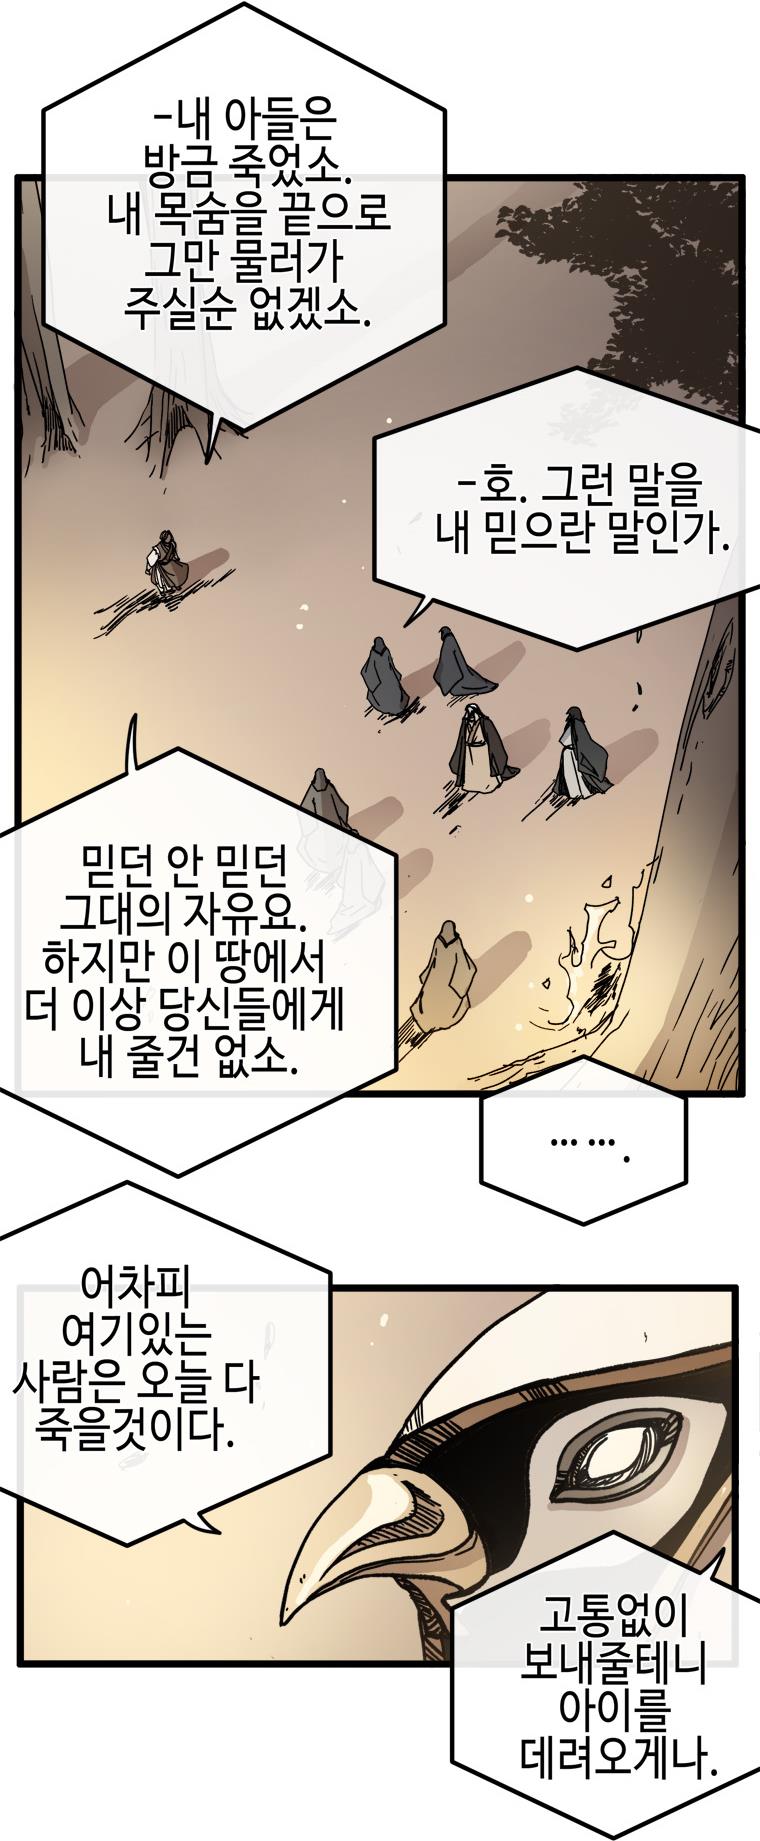 -내 아들은
방금 죽었소.
내 목숨을 끝으로
그만 물러가
주실순 없겠소.
-호. 그런 말을
내 믿으란 말인가.
믿던 안 믿던
그대의 자유요.
하지만 이 땅에서
더 이상 당신들에게
내 줄건 없소.
... ... .
어차피
여기있는
사람은 오늘 다
죽을것이다.
고통없이
보내줄테니
아이를
데려오게나.